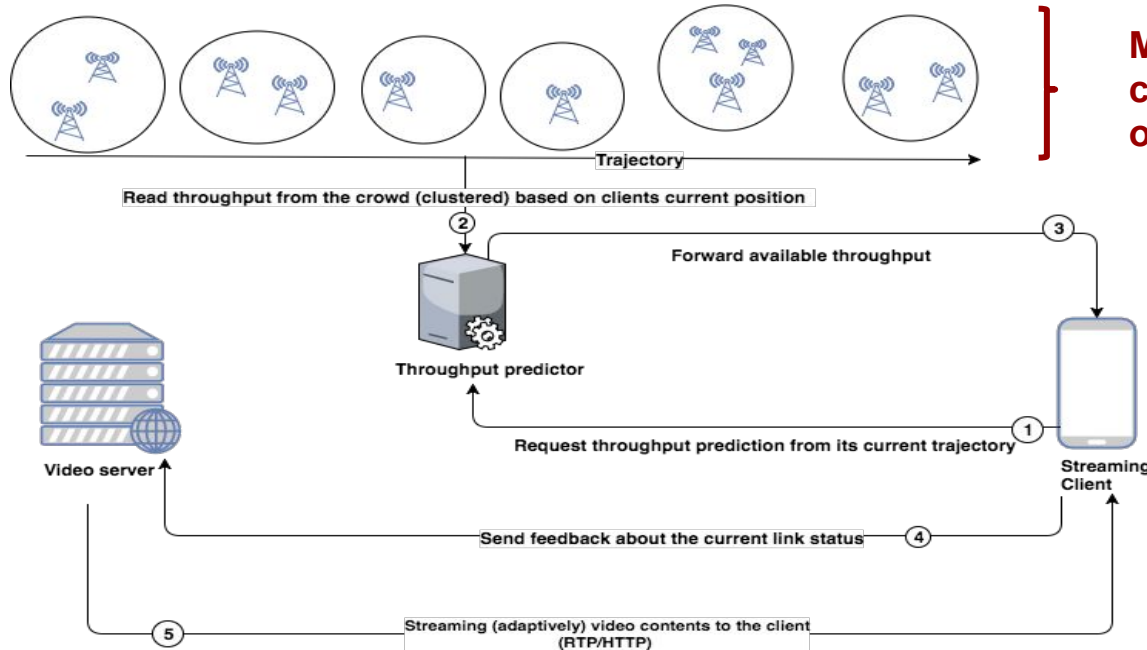 Trajectory
Read throughput from the crowd (clustered) based on clients current position
2
3
Forward available throughput
Throughput predictor
1
Request throughput prediction from its current trajectory
Video server
Streaming
Client
Send feedback about the current link status
4
5
Streaming (adaptively) video contents to the client
(RTP/HTTP)